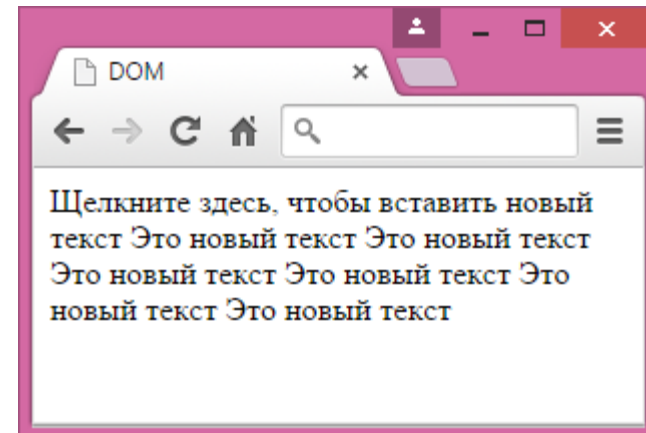 DOM
Щелкните здесь, чтобы вставить новый
текст Это новый текст Это новый текст
Это новый текст Это новый текст Это
новый текст Это новый текст